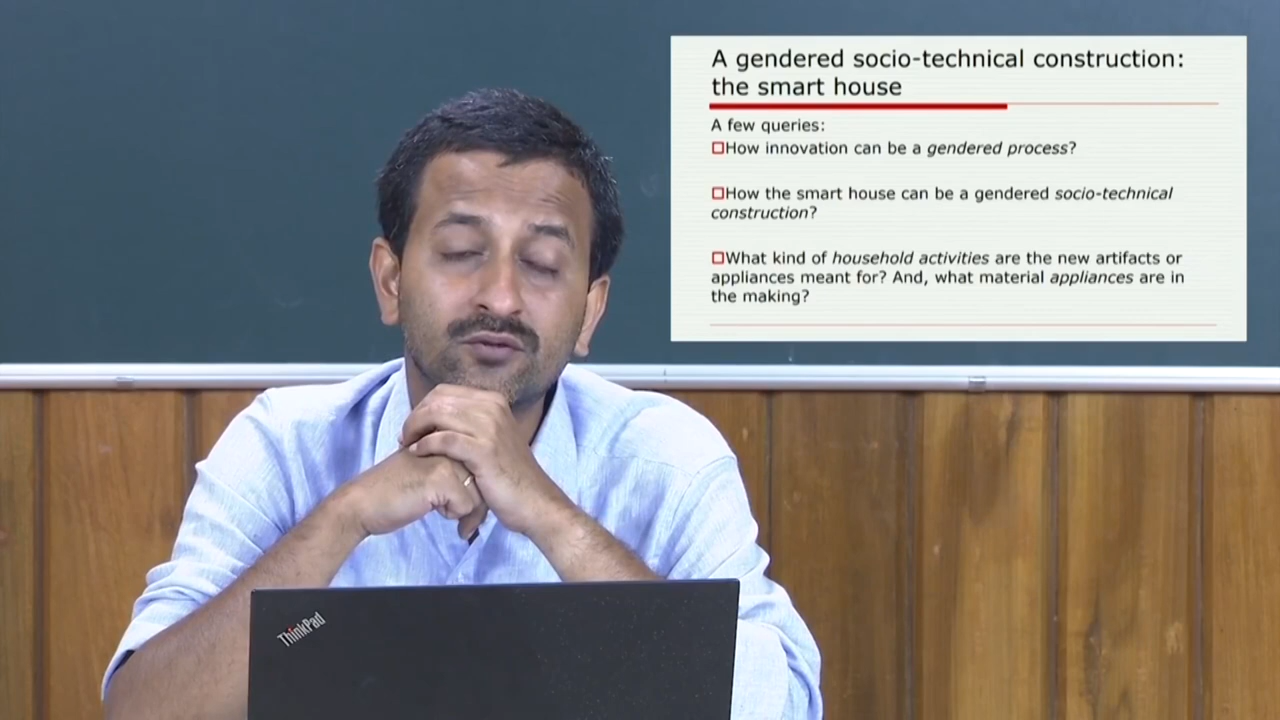 A gendered socio-technical construction:
the smart house
A few queries:
How innovation can be a gendered process?
How the smart house can be a gendered socio-technical
construction?
What kind of household activities are the new artifacts or
appliances meant for? And, what material appliances are in
the making?
ThinkPad